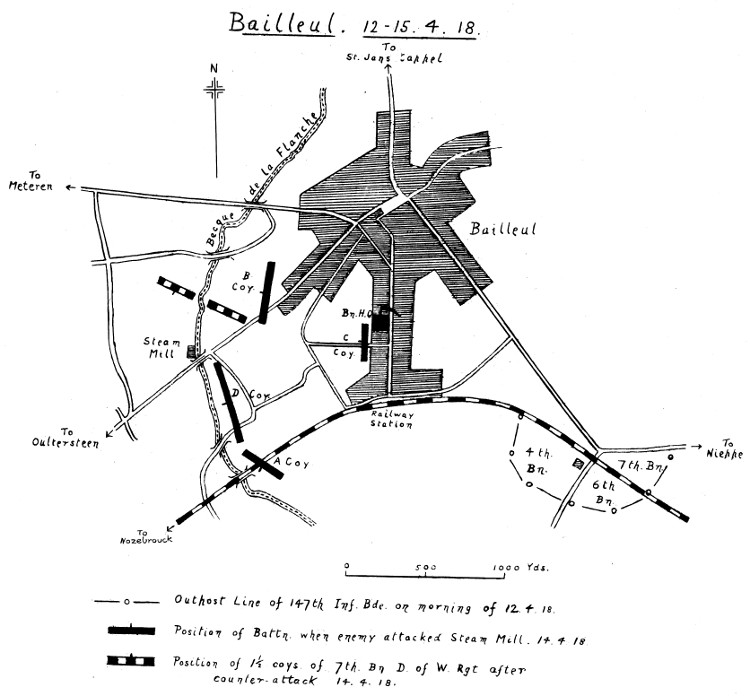 Bailleul. 12-15. 4. 18.
To
St. Jans Cappel
N
To
Meteren
Becque de la Flanche
Bailleul
B
Coy.
Bn. H.Q.
C
Coy.
Steam
Mill
D Coy.
To
Oultersteen
Railway
Station
A Coy
4th.
Bn.
7th. Bn
6th
Bn.
To
Nieppe
To
Hazebrouck
0 500 1000 Yds.
Outpost Line of 147th Inf. Bde. on morning of 12.4.18.
Position of Battn. when enemy attacked Steam Mill. 14.4.18
Position of 1½ coys. of 7th. Bn D. of W. Rgt after
counter-attack 14.4.18.